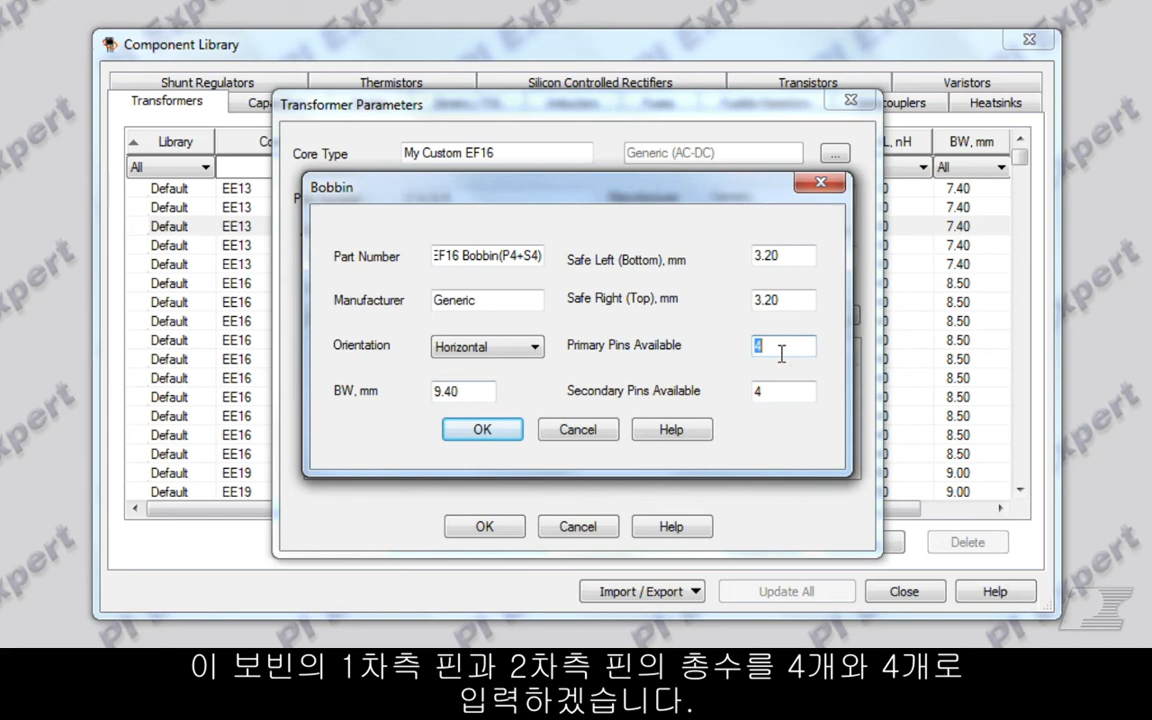 Component Library
Shunt Regulators Thermistors Silicon Controlled Rectifiers Transistors Varistors
Transformers Heatsinks
Transformer Parameters
Library BW, mm
Core Type My Custom EF16 Generic (AC-DC) ...
All All
Bobbin
Default EE13 7.40
Default EE13 7.40
Default EE13 7.40
Default EE13 7.40
Default EE13 7.40
Default EE16 8.50
Default EE16 8.50
Default EE16 8.50
Default EE16 8.50
Default EE16 8.50
Default EE16 8.50
Default EE16 8.50
Default EE16 8.50
Default EE16 8.50
Default EE16 8.50
Default EE19 9.00
Default EE19 9.00
Part Number EF16 Bobbin(P4+S4) Safe Left (Bottom), mm 3.20
Manufacturer Generic Safe Right (Top), mm 3.20
Orientation Horizontal Primary Pins Available 4
BW, mm 9.40 Secondary Pins Available 4
OK Cancel Help
OK Cancel Help
Delete
Import / Export Update All Close Help
이 보빈의 1차측 핀과 2차측 핀의 총수를 4개와 4개로
입력하겠습니다.